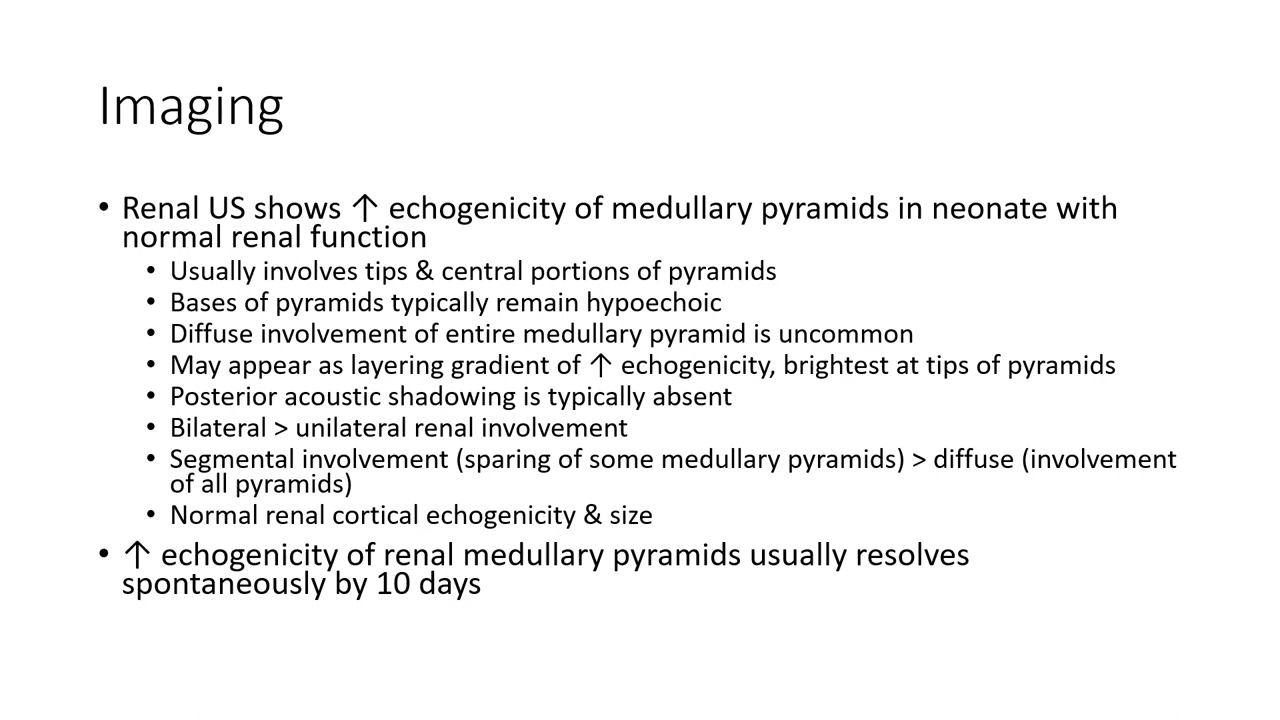 Imaging
• Renal US shows ↑ echogenicity of medullary pyramids in neonate with
normal renal function
• Usually involves tips & central portions of pyramids
• Bases of pyramids typically remain hypoechoic
• Diffuse involvement of entire medullary pyramid is uncommon
• May appear as layering gradient of ↑ echogenicity, brightest at tips of pyramids
• Posterior acoustic shadowing is typically absent
• Bilateral > unilateral renal involvement
• Segmental involvement (sparing of some medullary pyramids) > diffuse (involvement
of all pyramids)
• Normal renal cortical echogenicity & size
• ↑ echogenicity of renal medullary pyramids usually resolves
spontaneously by 10 days